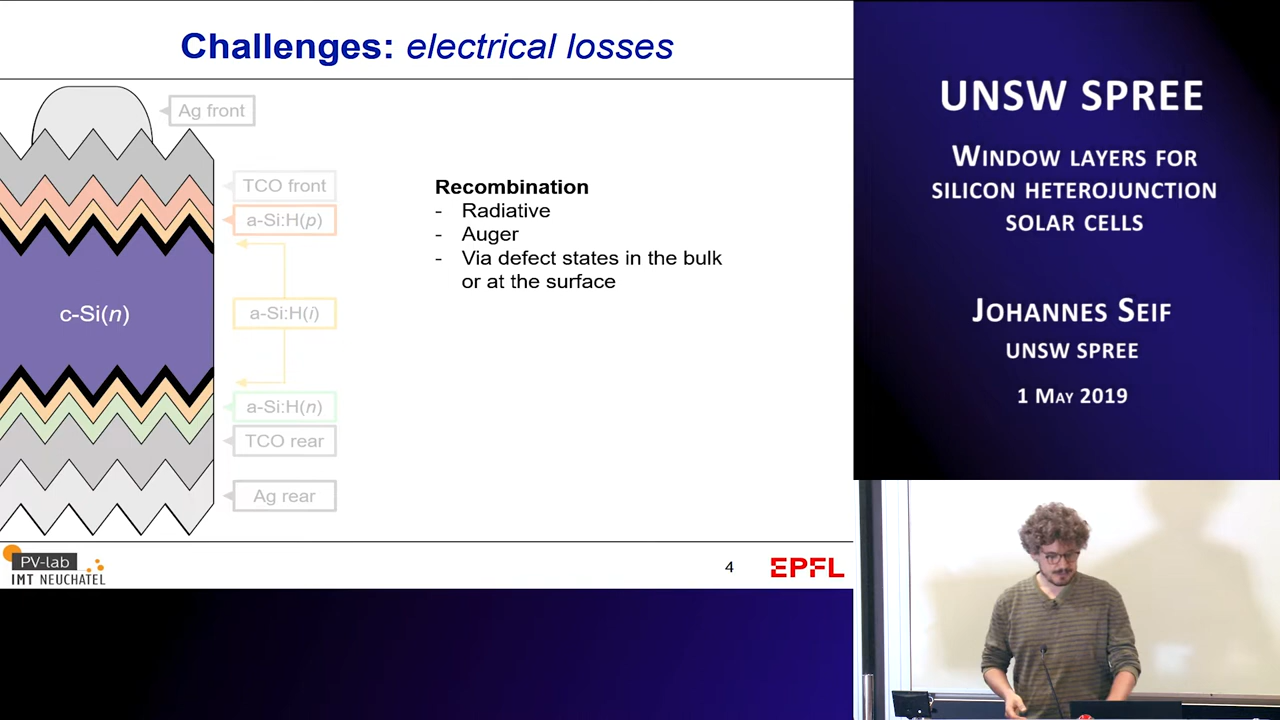 Challenges: electrical losses
Ag front
TCO front
a-Si:H(p)
c-Si(n)
a-Si:H(i)
a-Si:H(n)
TCO rear
Ag rear
Recombination
- Radiative
- Auger
- Via defect states in the bulk
or at the surface
PV-lab
IMT NEUCHATEL
4
EPFL
UNSW SPREE
WINDOW LAYERS FOR
SILICON HETEROJUNCTION
SOLAR CELLS
JOHANNES SEIF
UNSW SPREE
1 MAY 2019